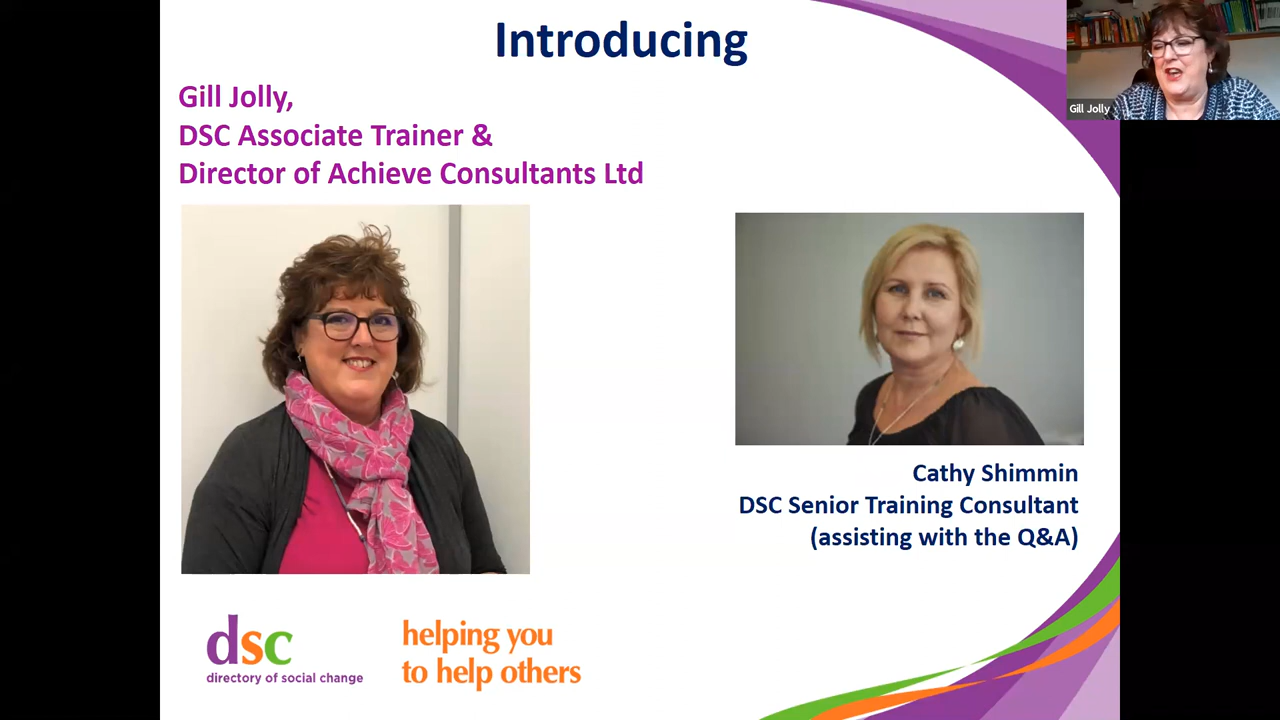 Introducing
Gill Jolly,
DSC Associate Trainer &
Director of Achieve Consultants Ltd
Gill Jolly
Cathy Shimmin
DSC Senior Training Consultant
(assisting with the Q&A)
dsc
directory of social change
helping you
to help others